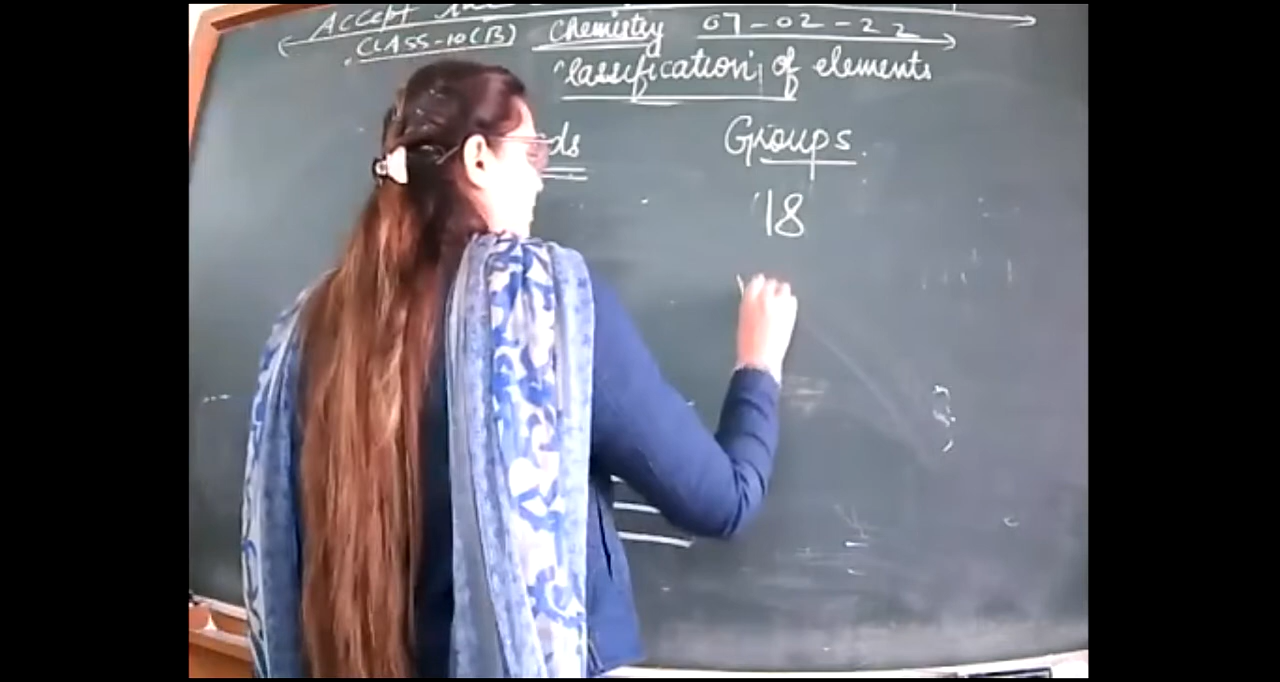 Accept
CLASS-10(B) Chemistry 07-02-22
Classification of elements
ds Groups.
18